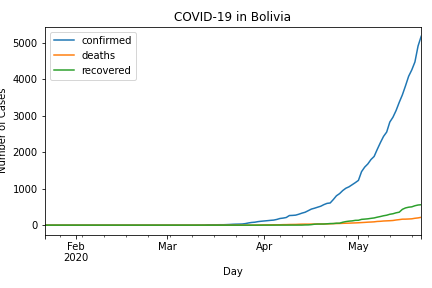 COVID-19 in Bolivia
confirmed
deaths
recovered
5000
4000
3000
2000
1000
0
Number of Cases
Feb
2020
Mar
Apr
May
Day